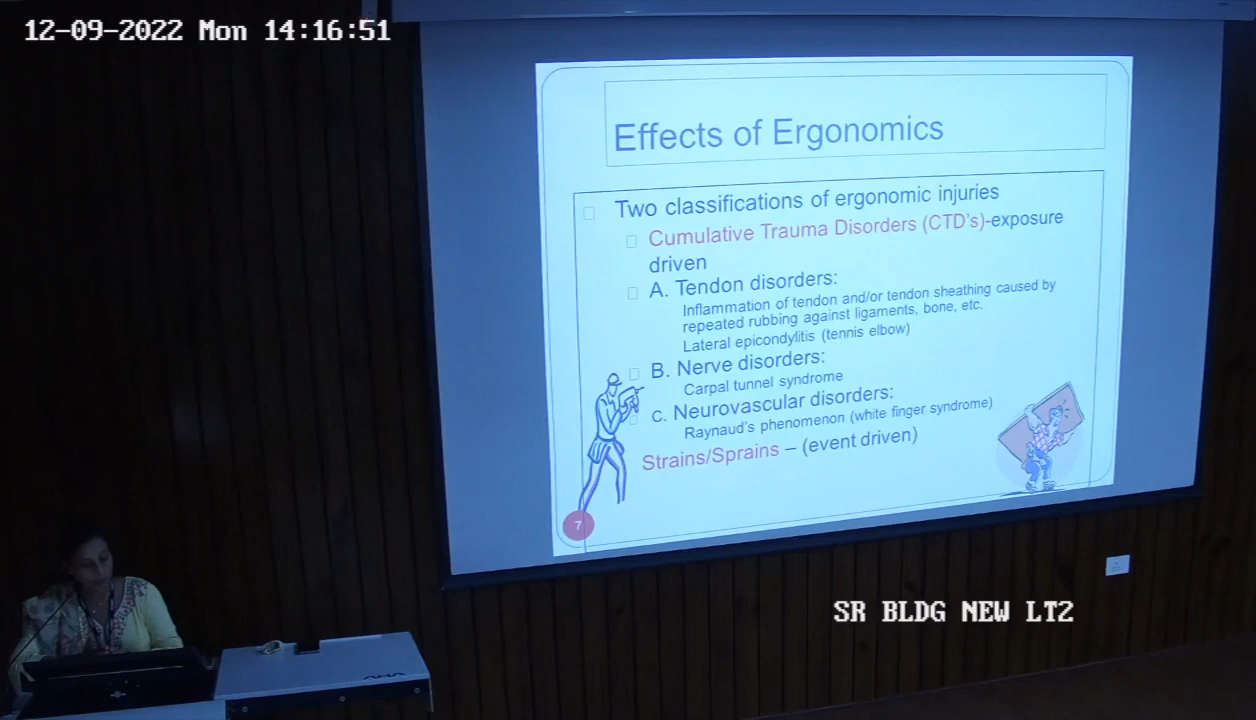 12-09-2022 Mon 14:16:51
Effects of Ergonomics
Two classifications of ergonomic injuries
Cumulative Trauma Disorders (CTD's)-exposure
driven
A. Tendon disorders:
Inflammation of tendon and/or tendon sheathing caused by
repeated rubbing against ligaments, bone, etc.
Lateral epicondylitis (tennis elbow)
B. Nerve disorders:
Carpal tunnel syndrome
C. Neurovascular disorders:
Raynaud's phenomenon (white finger syndrome)
Strains/Sprains – (event driven)
7
SR BLDG NEW LT2